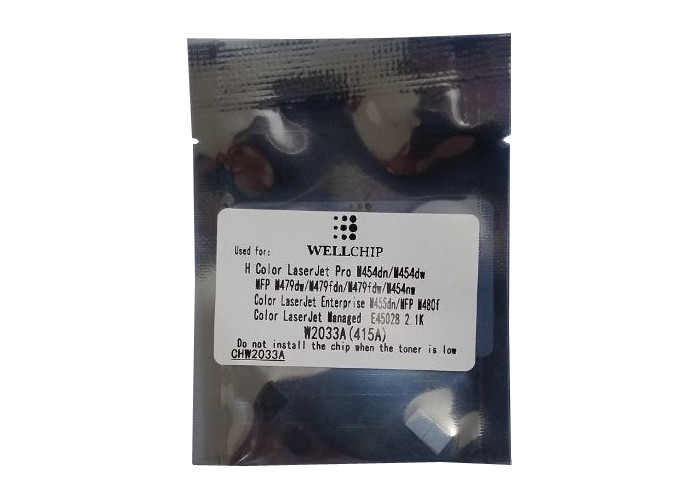 WELLCHIP
Used for:
H Color LaserJet Pro M454dn/M454dw
MFP M479dw/M479fdn/M479fdw/M454nw
Color LaserJet Enterprise M455dn/MFP M480f
Color LaserJet Managed E45028 2.1K
W2033A(415A)
Do not install the chip when the toner is low
CHW2033A